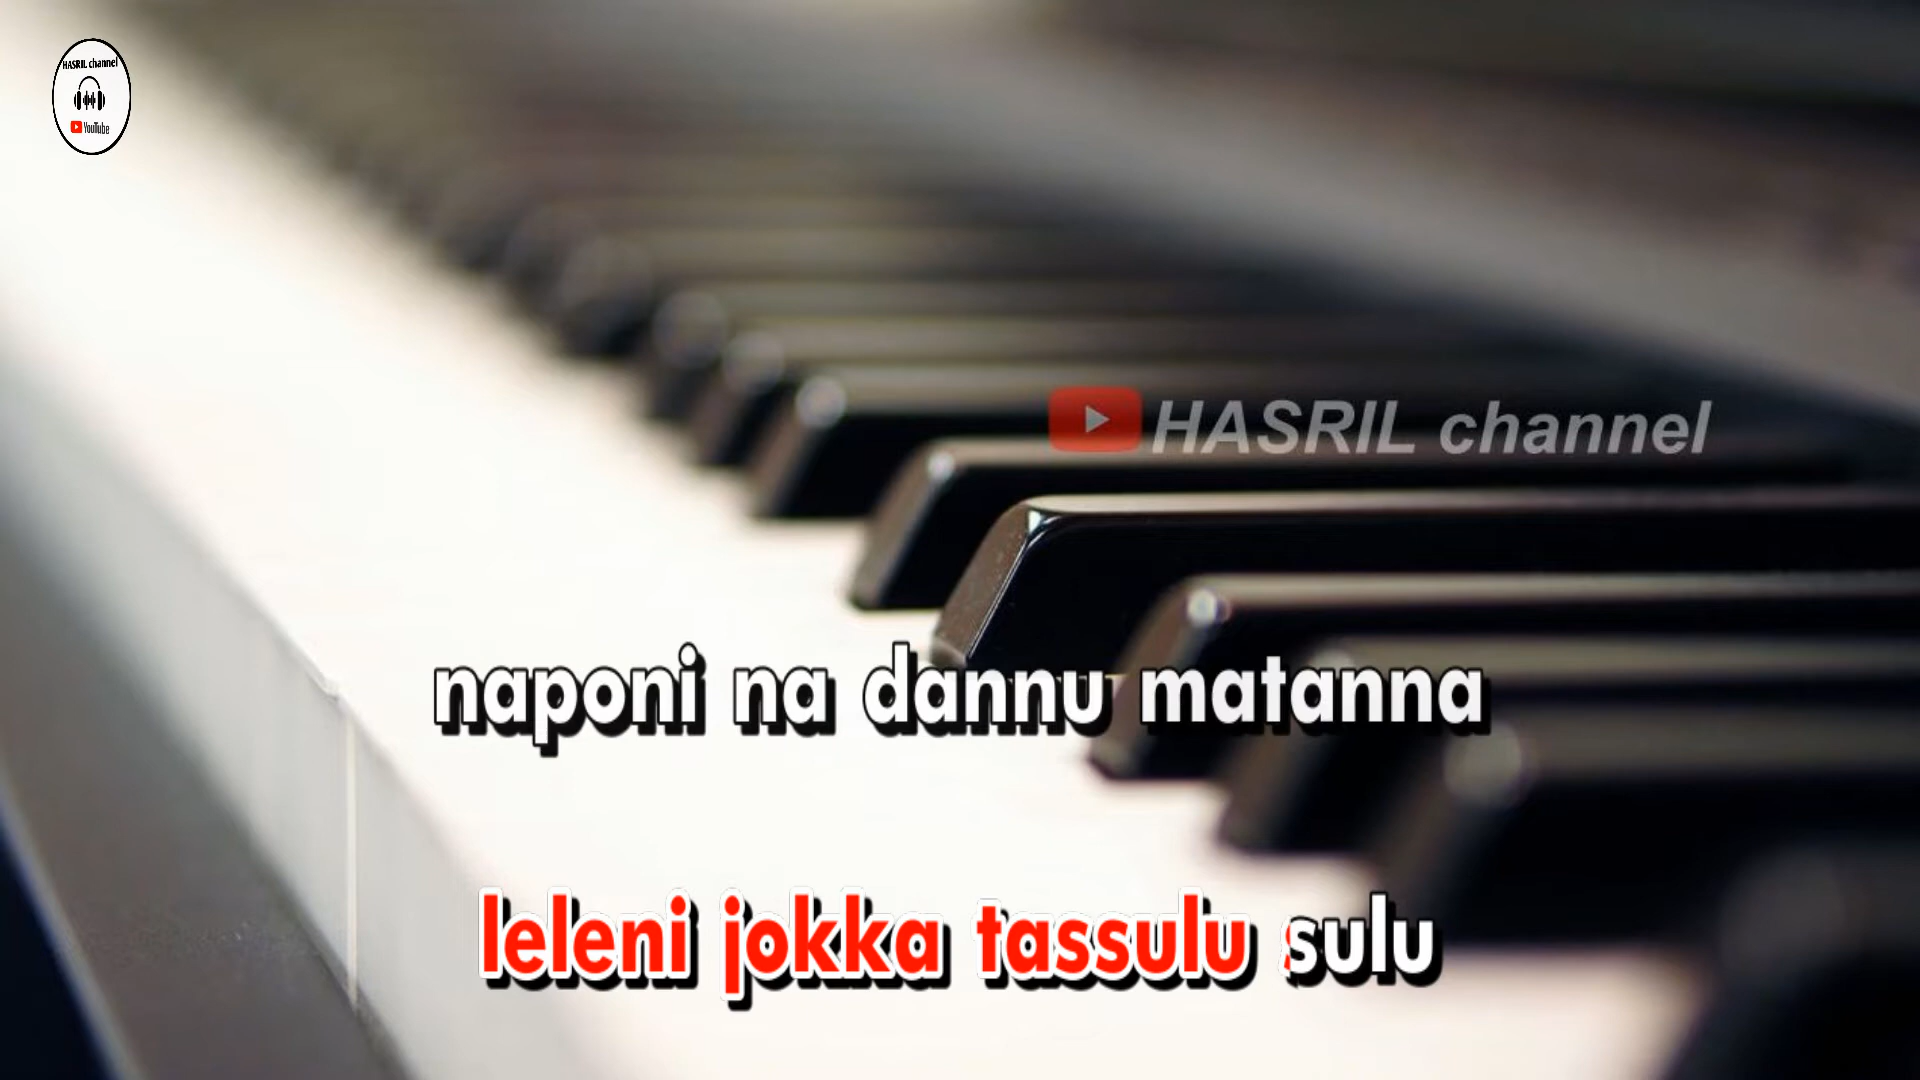 HASRIL channel
YouTube
HASRIL channel
naponi na dannu matanna
leleni jokka tassulu sulu